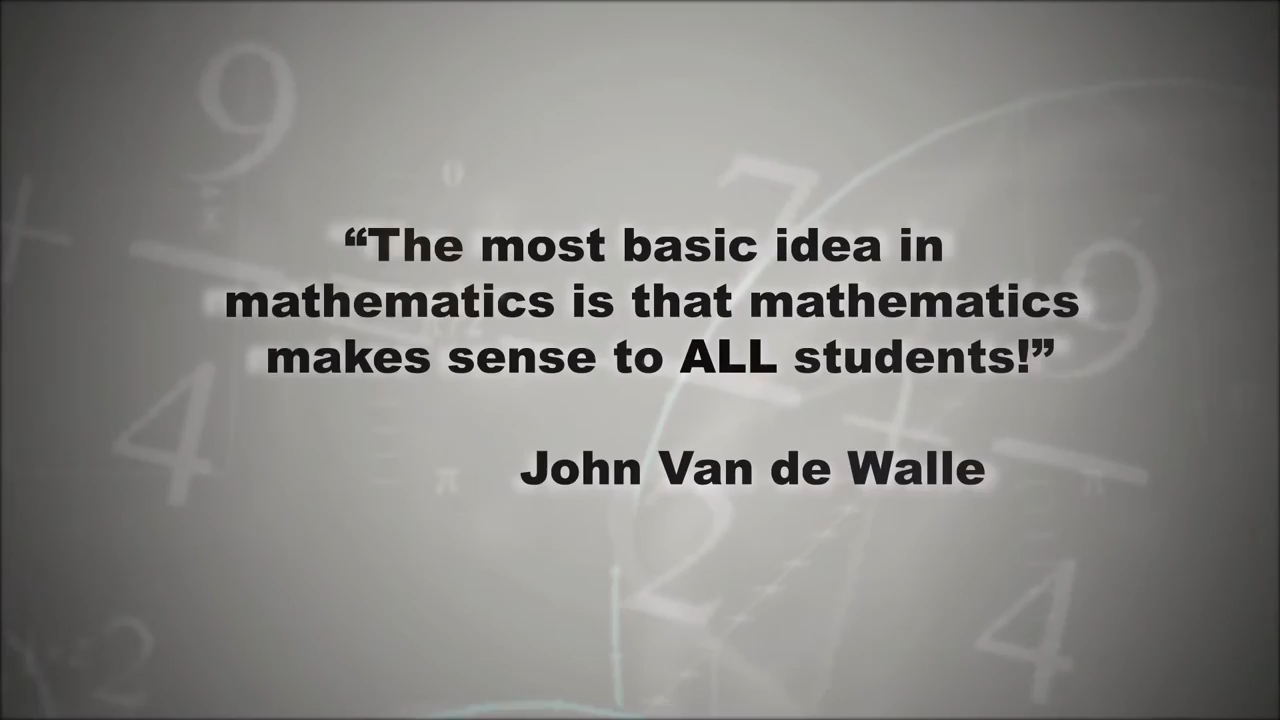 “The most basic idea in
mathematics is that mathematics
makes sense to ALL students!”
John Van de Walle